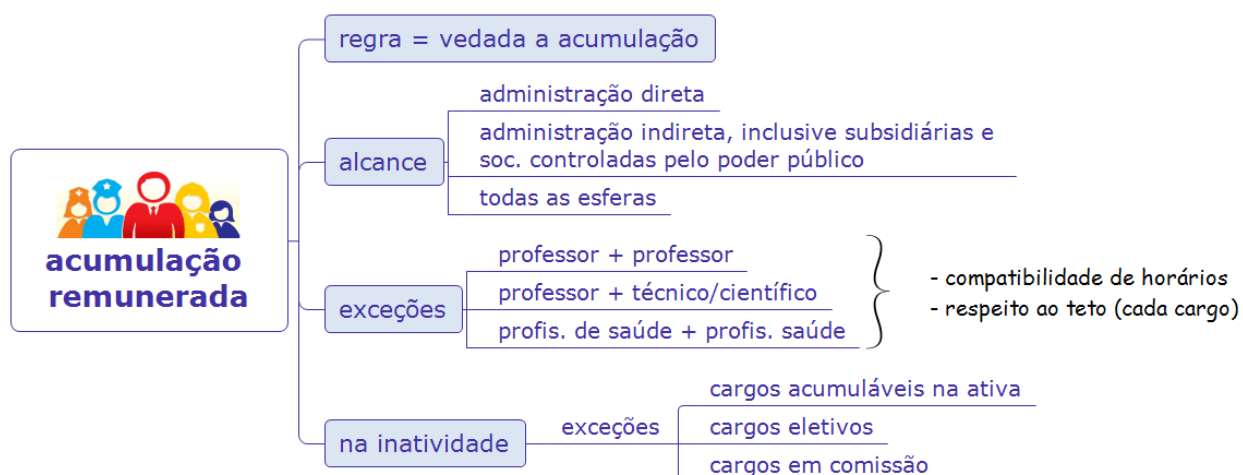 regra = vedada a acumulação
administração direta
administração indireta, inclusive subsidiárias e
soc. controladas pelo poder público
alcance
todas as esferas
acumulação
remunerada
professor + professor
professor + técnico/científico
profis. de saúde + profis. saúde
exceções
- compatibilidade de horários
- respeito ao teto (cada cargo)
na inatividade
exceções
cargos acumuláveis na ativa
cargos eletivos
cargos em comissão